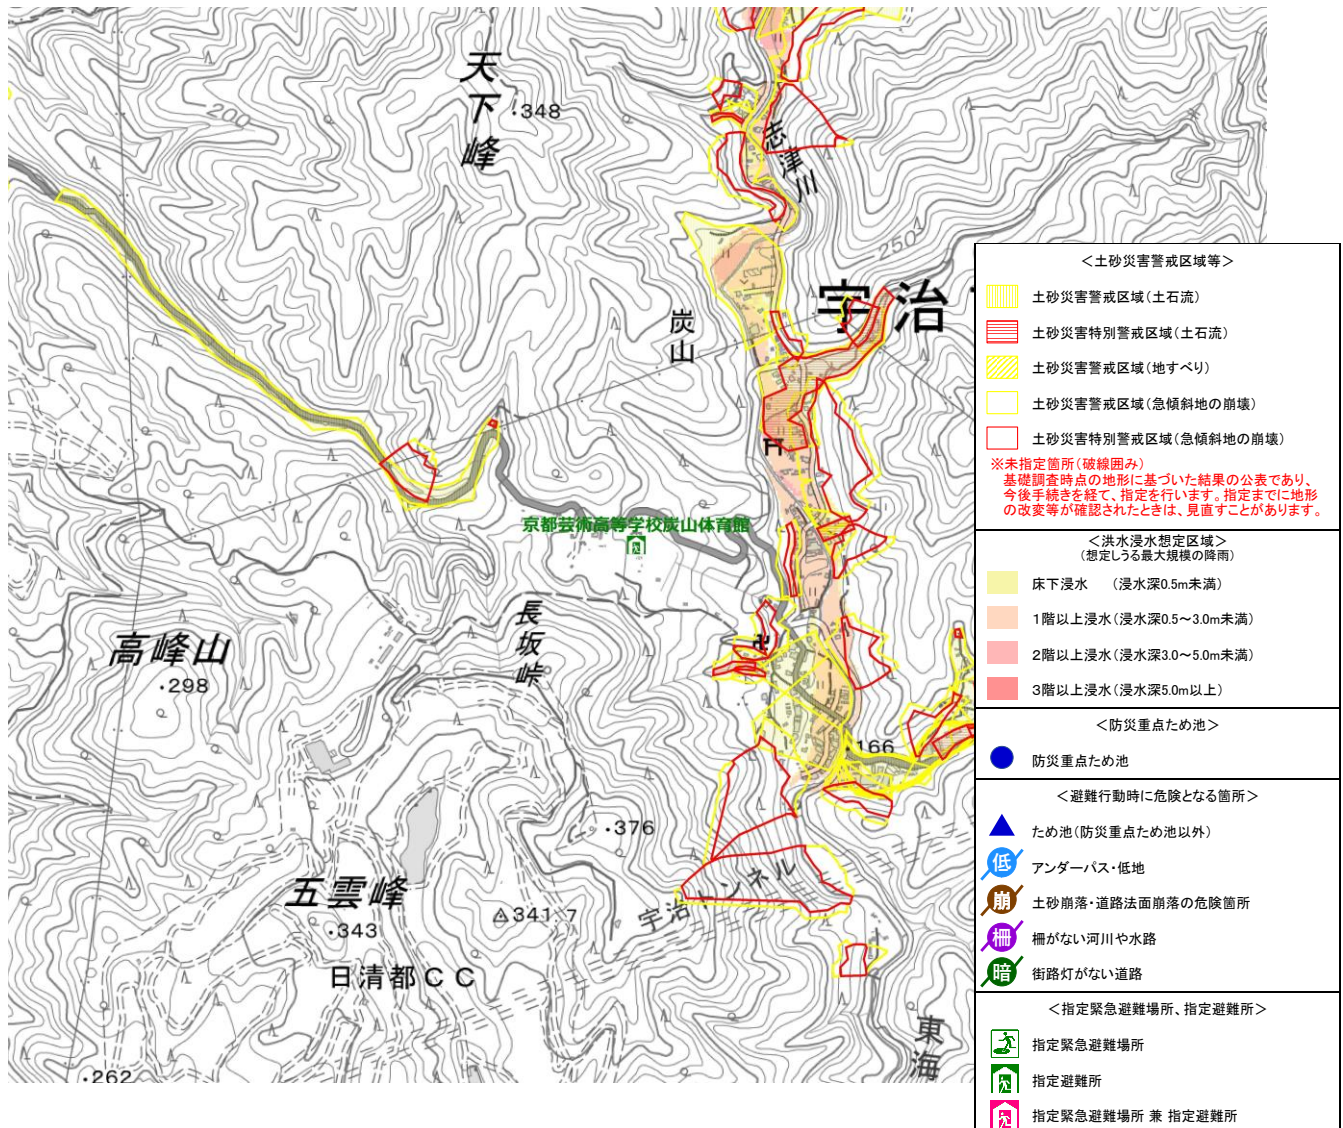 天下峰
・348
200
志津川
250
宇治
炭山
京都芸術高等学校炭山体育館
長坂峠
高峰山
・298
166
・376
五雲峰
・343
341.7
宇治トンネル
日清都CC
東海
・262
＜土砂災害警戒区域等＞
土砂災害警戒区域(土石流)
土砂災害特別警戒区域(土石流)
土砂災害警戒区域(地すべり)
土砂災害警戒区域(急傾斜地の崩壊)
土砂災害特別警戒区域(急傾斜地の崩壊)
※未指定箇所(破線囲み)
基礎調査時点の地形に基づいた結果の公表であり、
今後手続きを経て、指定を行います。指定までに地形
の改変等が確認されたときは、見直すことがあります。
＜洪水浸水想定区域＞
(想定しうる最大規模の降雨)
床下浸水　(浸水深0.5m未満)
1階以上浸水(浸水深0.5～3.0m未満)
2階以上浸水(浸水深3.0～5.0m未満)
3階以上浸水(浸水深5.0m以上)
＜防災重点ため池＞
防災重点ため池
＜避難行動時に危険となる箇所＞
ため池(防災重点ため池以外)
低 アンダーパス・低地
崩 土砂崩落・道路法面崩落の危険箇所
柵 柵がない河川や水路
暗 街路灯がない道路
＜指定緊急避難場所、指定避難所＞
指定緊急避難場所
指定避難所
指定緊急避難場所 兼 指定避難所